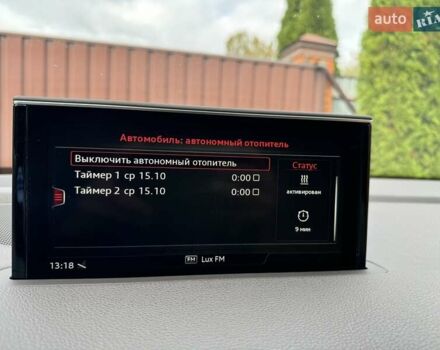 auto RIA
Автомобиль: автономный отопитель
Выключить автономный отопитель
Таймер 1 ср 15.10 0:00
Таймер 2 ср 15.10 0:00
Статус
активирован
9 мин
13:18
FM Lux FM